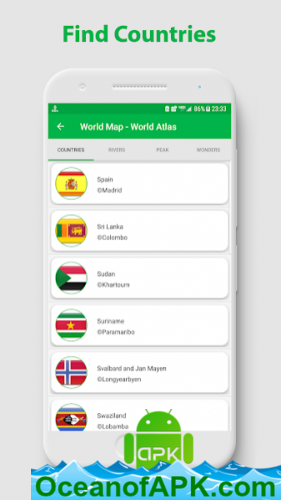 Find Countries
86% 23:33
World Map - World Atlas
COUNTRIES RIVERS PEAK WONDERS
Spain
©Madrid
Sri Lanka
©Colombo
Sudan
©Khartoum
Suriname
©Paramaribo
Svalbard and Jan Mayen
©Longyearbyen
Swaziland
©Lobamba
APK
OceanofAPK.com